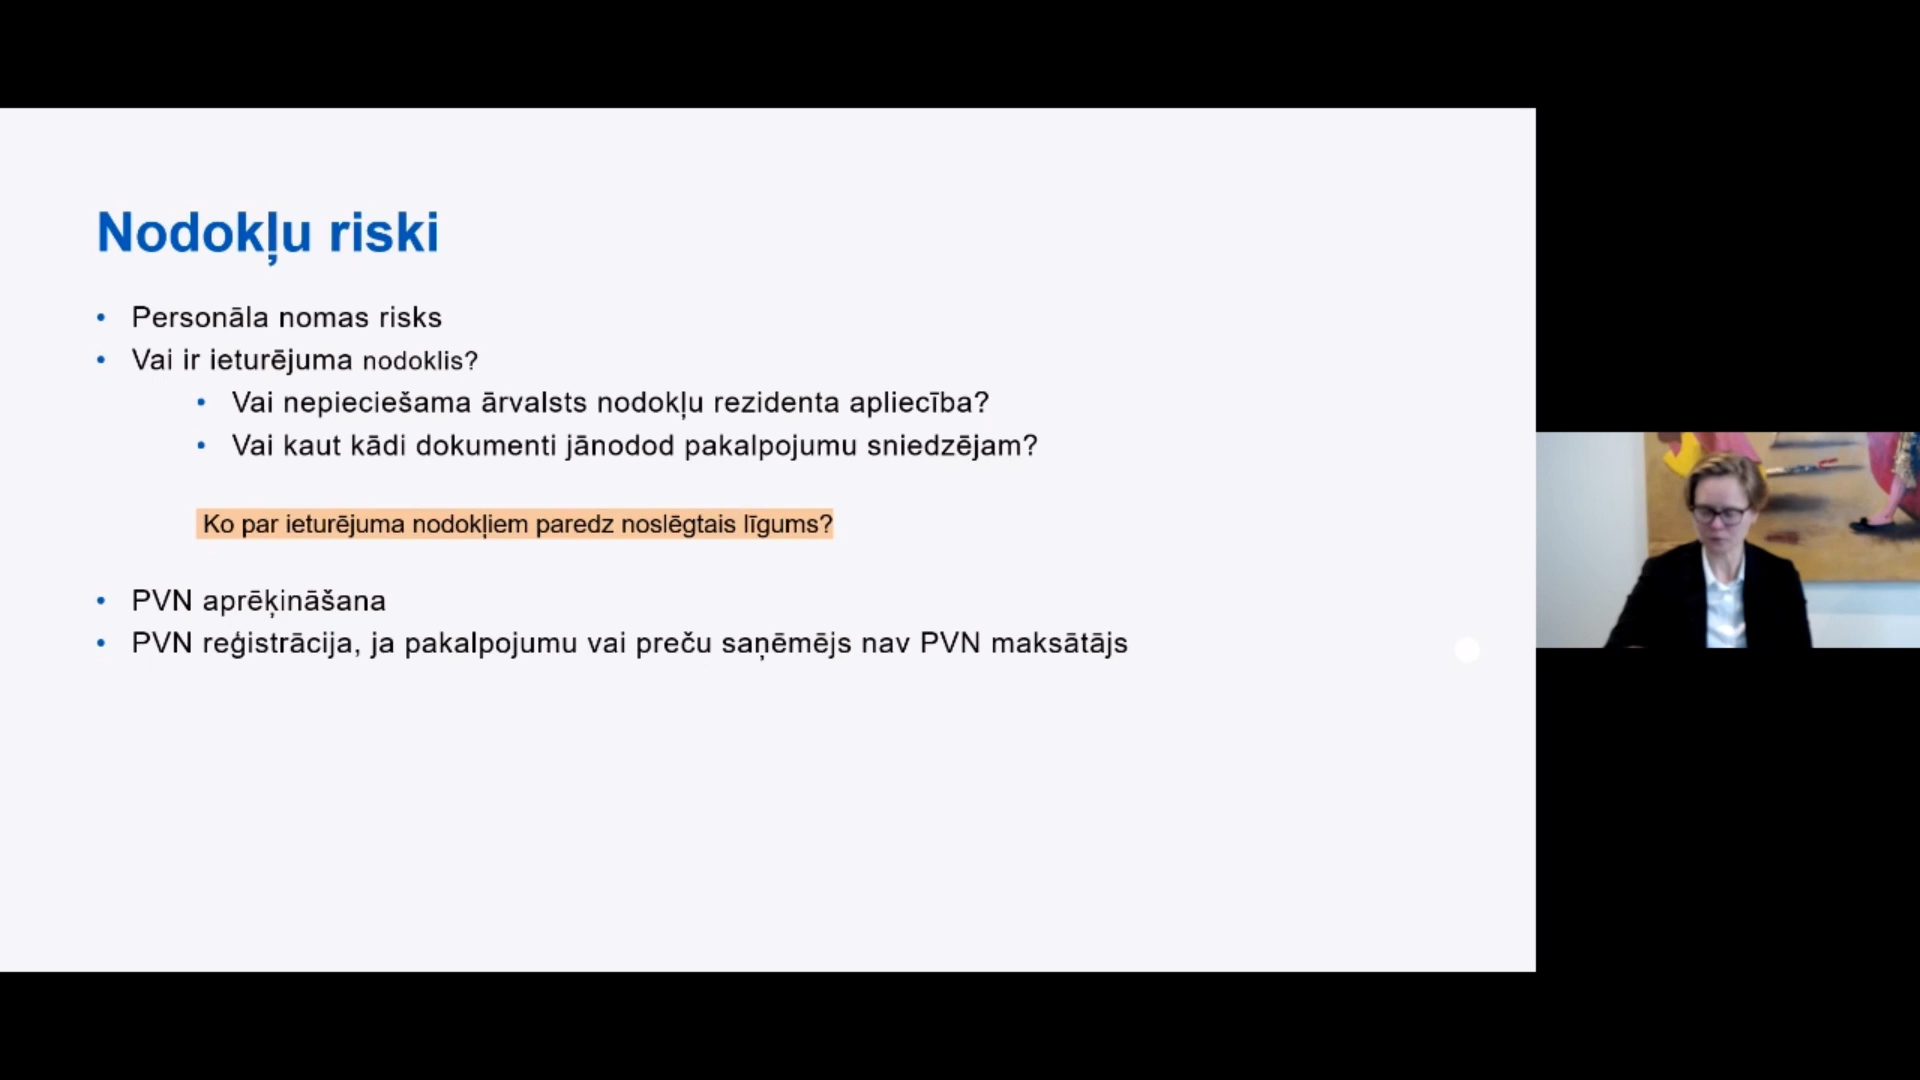 Nodokļu riski
Personāla nomas risks
Vai ir ieturējuma nodoklis?
Vai nepieciešama ārvalsts nodokļu rezidenta apliecība?
Vai kaut kādi dokumenti jānodod pakalpojumu sniedzējam?
Ko par ieturējuma nodokļiem paredz noslēgtais līgums?
PVN aprēķināšana
PVN reģistrācija, ja pakalpojumu vai preču saņēmējs nav PVN maksātājs